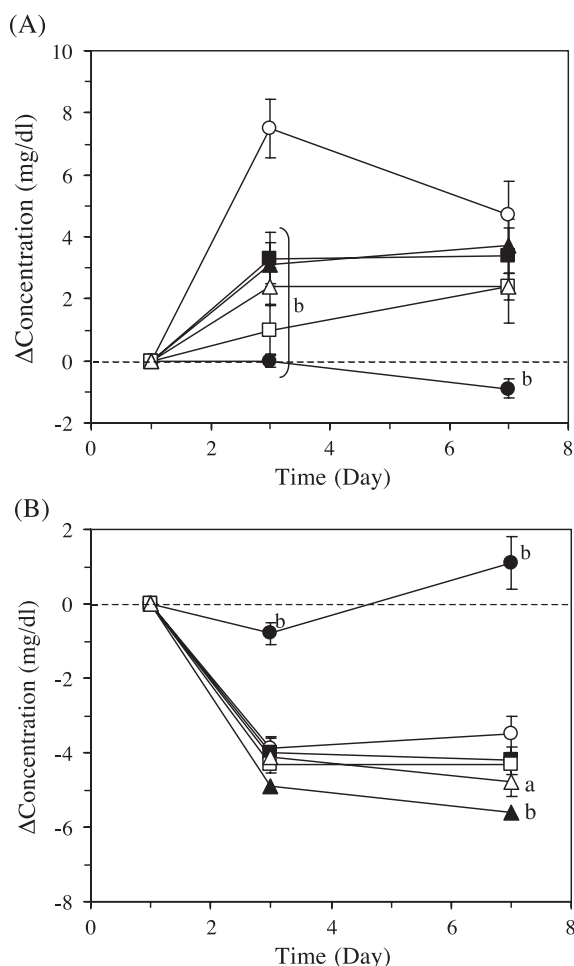 (A)
10
8
6
4
2
0
-2
ΔConcentration (mg/dl)
b
b
0 2 4 6 8
Time (Day)
(B)
2
0
-2
-4
-6
-8
ΔConcentration (mg/dl)
b
b
a
b
0 2 4 6 8
Time (Day)